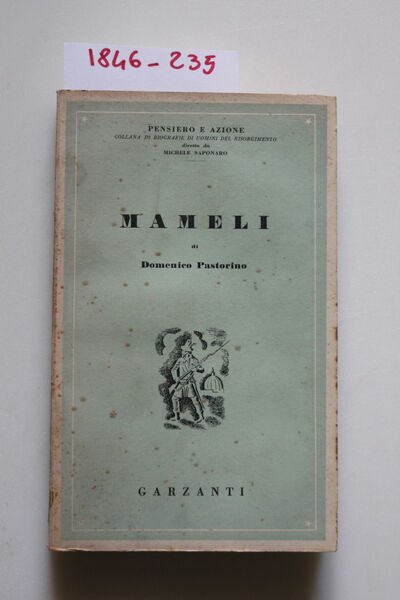 1846-235
PENSIERO E AZIONE
COLLANA DI BIOGRAFIE DI UOMINI DEL RISORGIMENTO
diretta da
MICHELE SAPONARO
MAMELI
di
Domenico Pastorino
GARZANTI